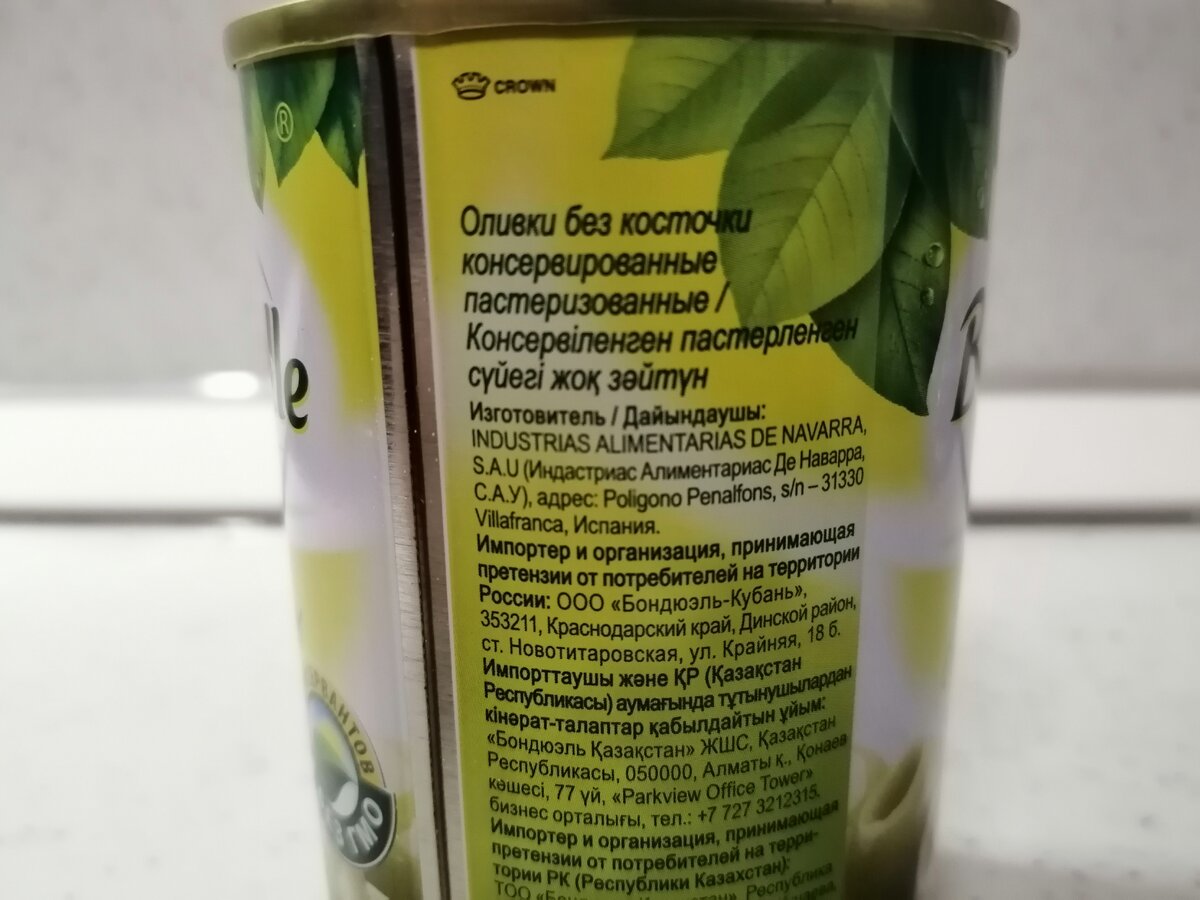 ®
CROWN
Оливки без косточки
консервированные
пастеризованные /
Консервіленген пастерленген
сүйегі жоқ зәйтүн
Изготовитель / Дайындаушы:
INDUSTRIAS ALIMENTARIAS DE NAVARRA,
S.A.U (Индастриас Алиментариас Де Наварра,
С.А.У), адрес: Poligono Penalfons, s/n – 31330
Villafranca, Испания.
Импортер и организация, принимающая
претензии от потребителей на территории
России: ООО «Бондюэль-Кубань»,
353211, Краснодарский край, Динской район,
ст. Новотитаровская, ул. Крайняя, 18 б.
Импорттаушы және ҚР (Қазақстан
Республикасы) аумағында тұтынушылардан
кінәрат-талаптар қабылдайтын ұйым:
«Бондюэль Қазақстан» ЖШС, Қазақстан
Республикасы, 050000, Алматы қ., Қонаев
көшесі, 77 үй, «Parkview Office Tower»
бизнес орталығы, тел.: +7 727 3212315.
Импортер и организация, принимающая
претензии от потребителей на терри-
тории РК (Республики Казахстан):
ТОО Республика
lle
B